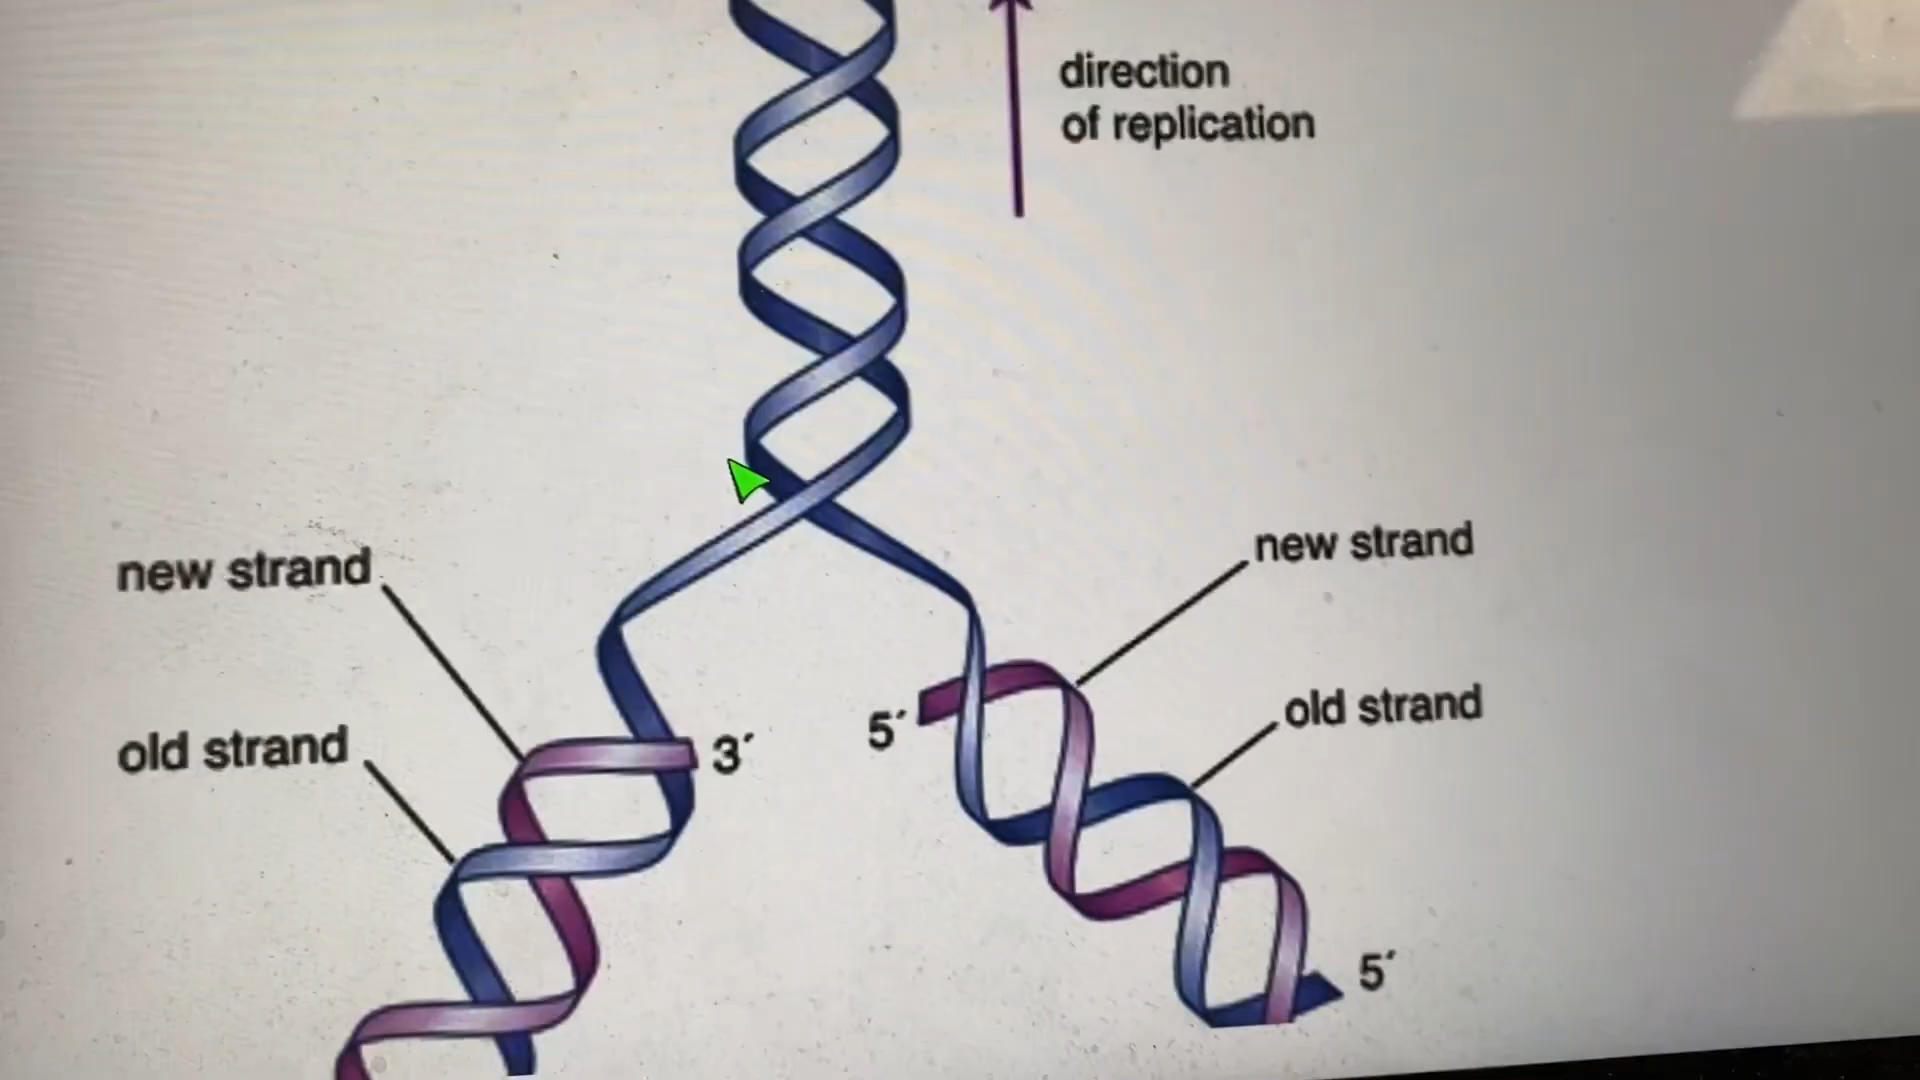 direction
of replication
new strand
new strand
old strand
old strand
3´
5´
5´